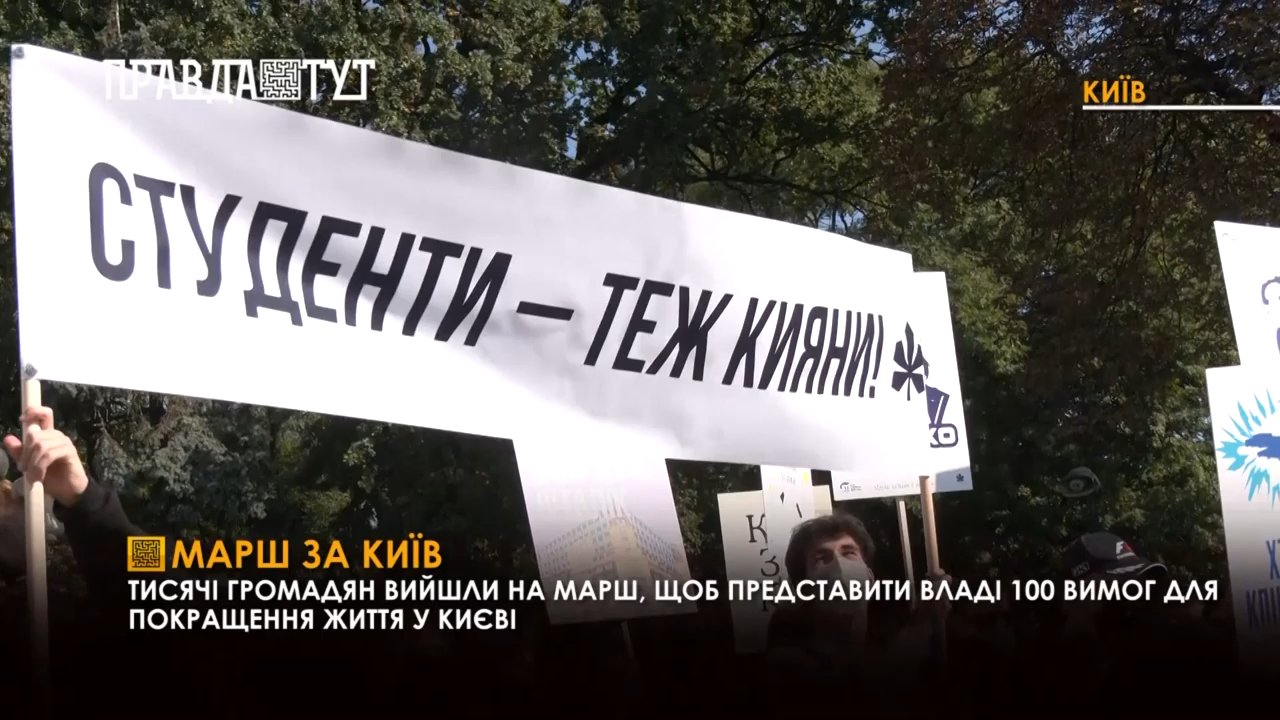 ПРАВДА ТУТ
КИЇВ
СТУДЕНТИ – ТЕЖ КИЯНИ!
МАРШ ЗА КИЇВ
ТИСЯЧІ ГРОМАДЯН ВИЙШЛИ НА МАРШ, ЩОБ ПРЕДСТАВИТИ ВЛАДІ 100 ВИМОГ ДЛЯ
ПОКРАЩЕННЯ ЖИТТЯ У КИЄВІ